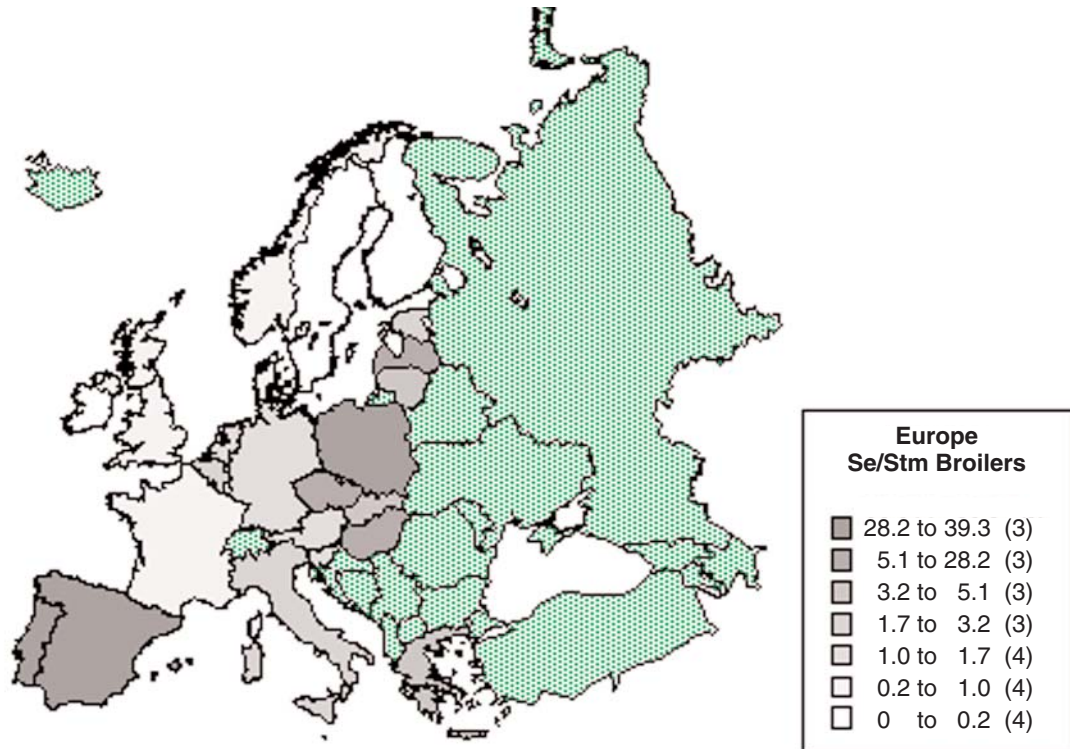 Europe
Se/Stm Broilers
28.2 to 39.3 (3)
5.1 to 28.2 (3)
3.2 to 5.1 (3)
1.7 to 3.2 (3)
1.0 to 1.7 (4)
0.2 to 1.0 (4)
0 to 0.2 (4)